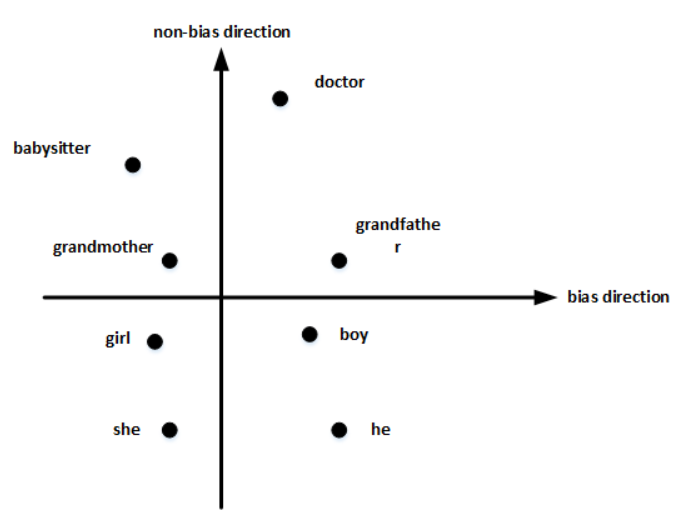 non-bias direction
doctor
babysitter
grandfathe
r
grandmother
bias direction
girl
boy
she
he